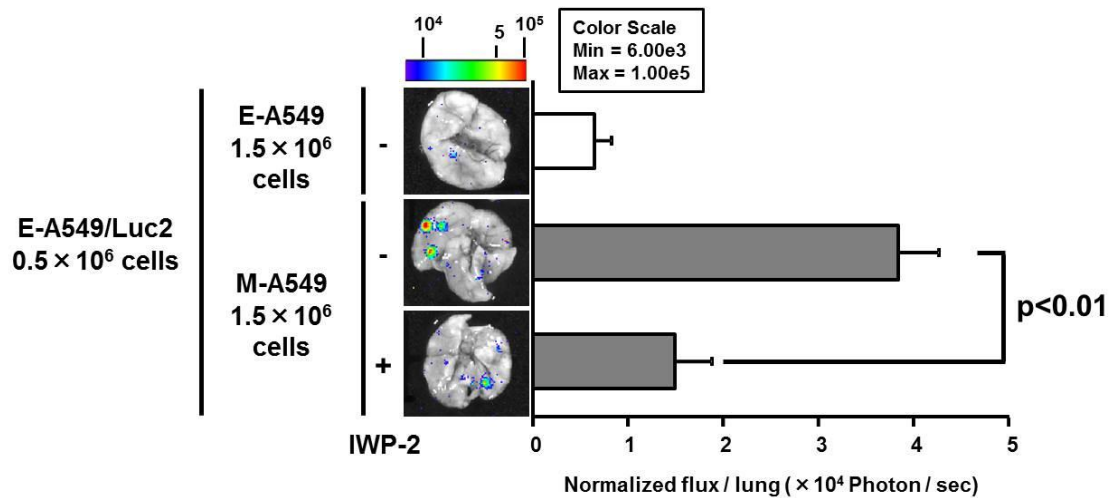 10⁴ 5 10⁵
Color Scale
Min = 6.00e3
Max = 1.00e5
E-A549/Luc2
0.5 × 10⁶ cells
E-A549
1.5 × 10⁶
cells
-
M-A549
1.5 × 10⁶
cells
-
+
IWP-2
p<0.01
0 1 2 3 4 5
Normalized flux / lung ( × 10⁴ Photon / sec)